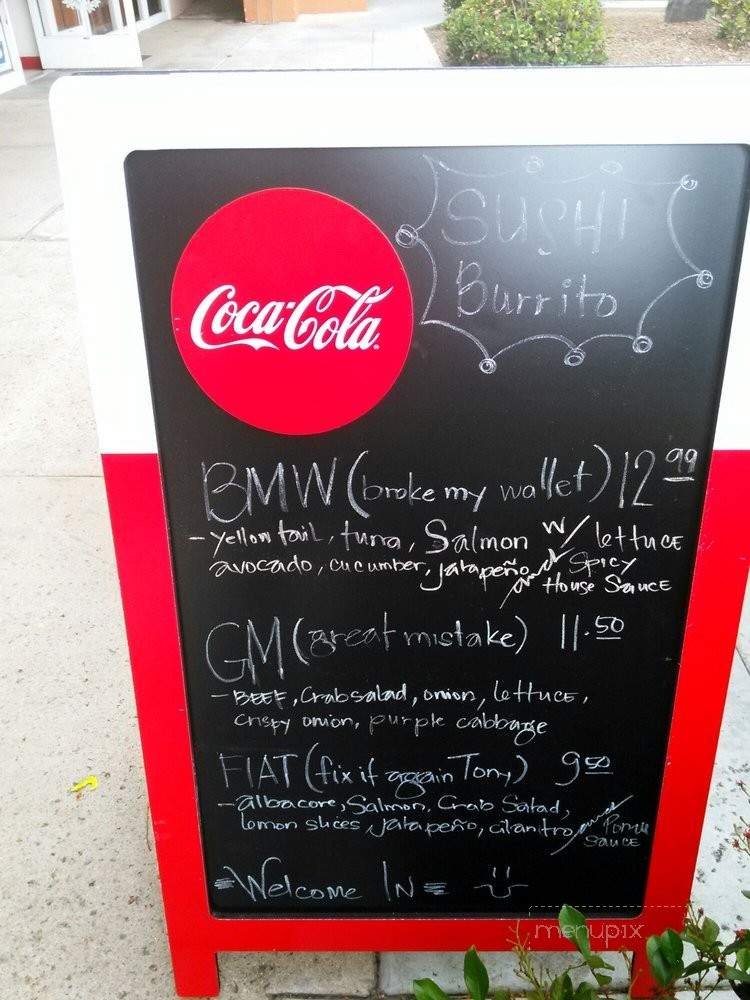 Coca-Cola
SUSHI
Burrito
BMW (broke my wallet) 12.99
- yellow tail, tuna, Salmon w/ lettuce
avocado, cucumber, jalapeño and Spicy
House Sauce
GM (great mistake) 11.50
- BEEF, Crab salad, onion, lettuce,
crispy onion, purple cabbage
FIAT (fix it again Tony) 9.50
- albacore, Salmon, Crab Salad,
lemon slices, jalapeño, cilantro and Ponzu
Sauce
= Welcome IN =
menupix